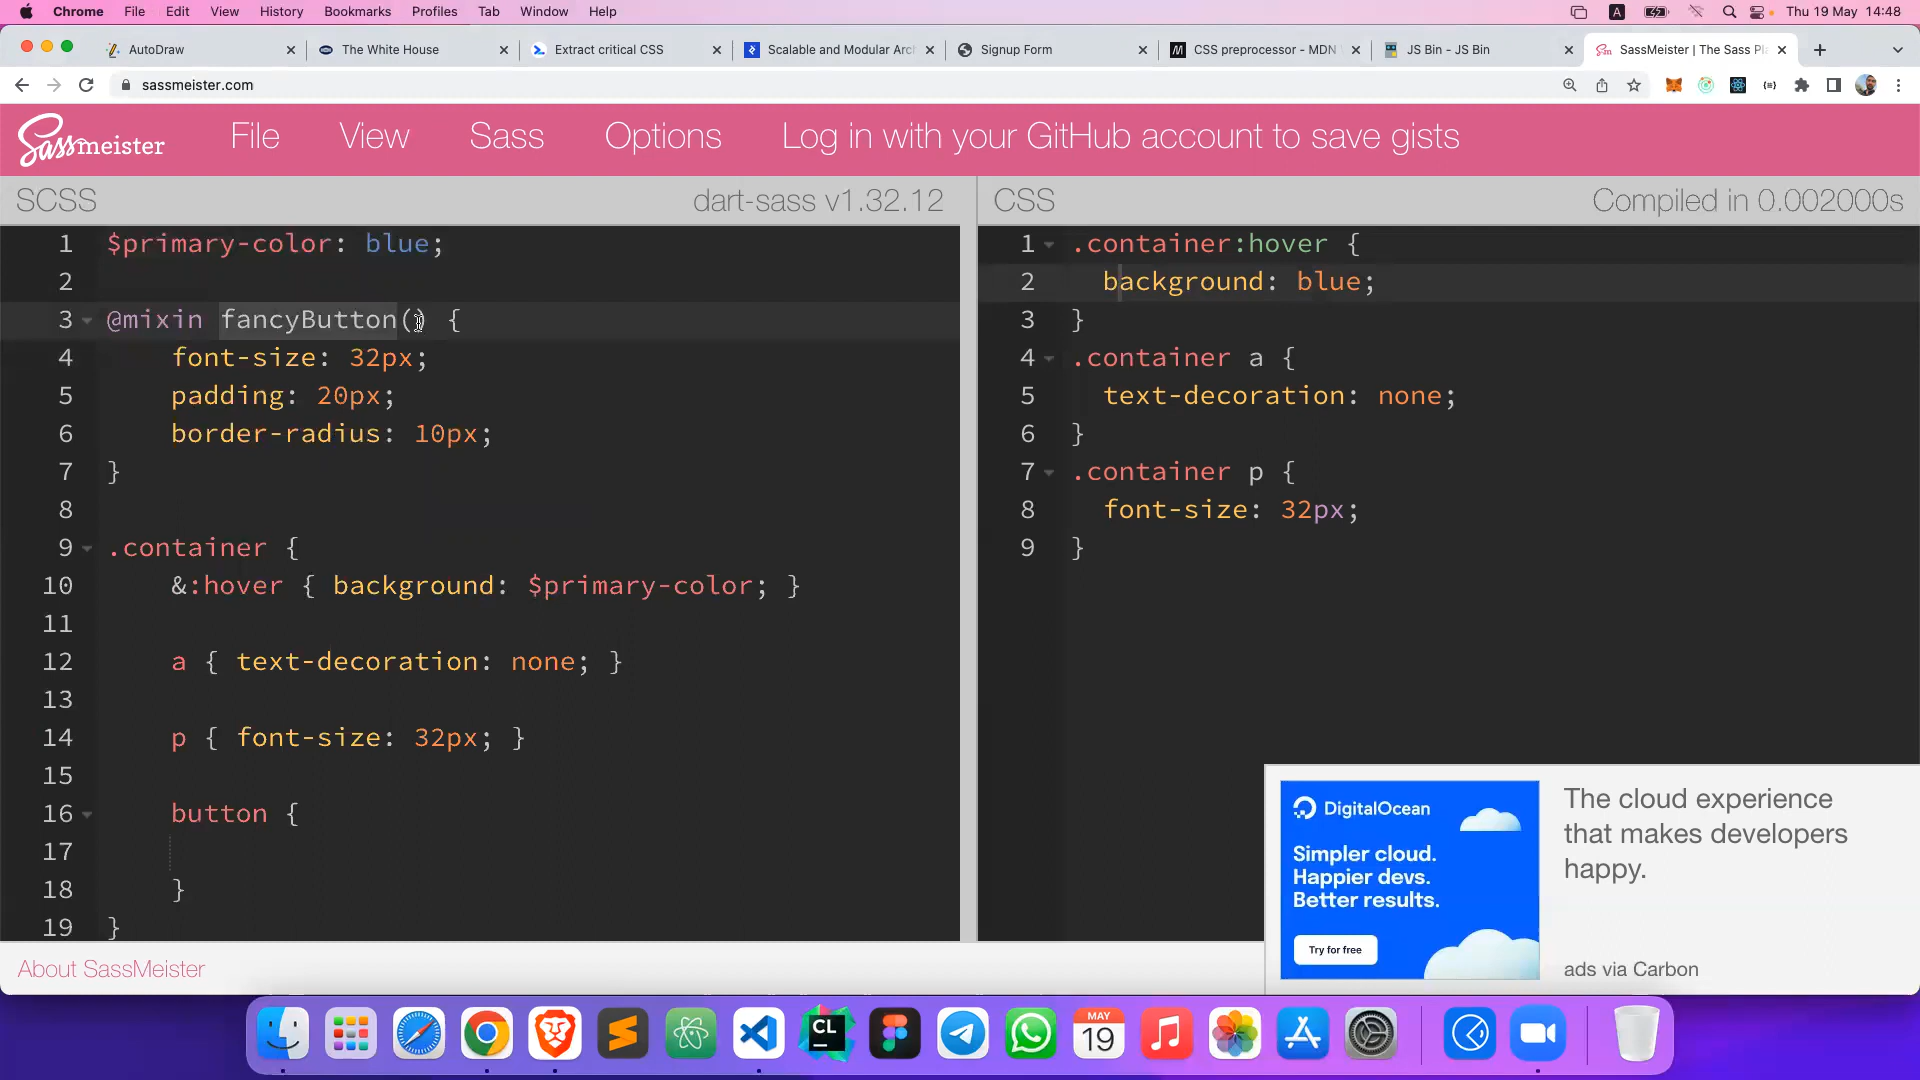 Chrome File Edit View History Bookmarks Profiles Tab Window Help A Thu 19 May 14:48
AutoDraw The White House Extract critical CSS Scalable and Modular Arc Signup Form CSS preprocessor - MDN JS Bin - JS Bin SassMeister | The Sass Pla
sassmeister.com
Sassmeister File View Sass Options Log in with your GitHub account to save gists
SCSS dart-sass v1.32.12
1 $primary-color: blue;
2
3 @mixin fancyButton() {
4 font-size: 32px;
5 padding: 20px;
6 border-radius: 10px;
7 }
8
9 .container {
10 &:hover { background: $primary-color; }
11
12 a { text-decoration: none; }
13
14 p { font-size: 32px; }
15
16 button {
17
18 }
19 }
CSS Compiled in 0.002000s
1 .container:hover {
2 background: blue;
3 }
4 .container a {
5 text-decoration: none;
6 }
7 .container p {
8 font-size: 32px;
9 }
DigitalOcean
Simpler cloud.
Happier devs.
Better results.
Try for free
The cloud experience
that makes developers
happy.
ads via Carbon
About SassMeister
CL
MAY
19